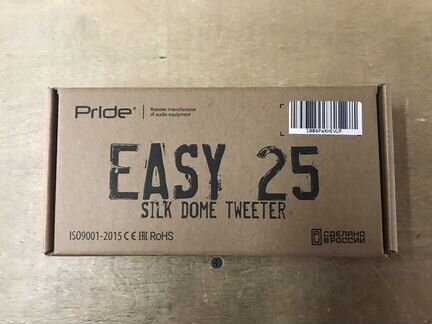 Pride®
Russian manufacturer
of audio equipment
EASY 25
SILK DOME TWEETER
ISO9001-2015 CE EAC RoHS
СДЕЛАНО
В РОССИИ